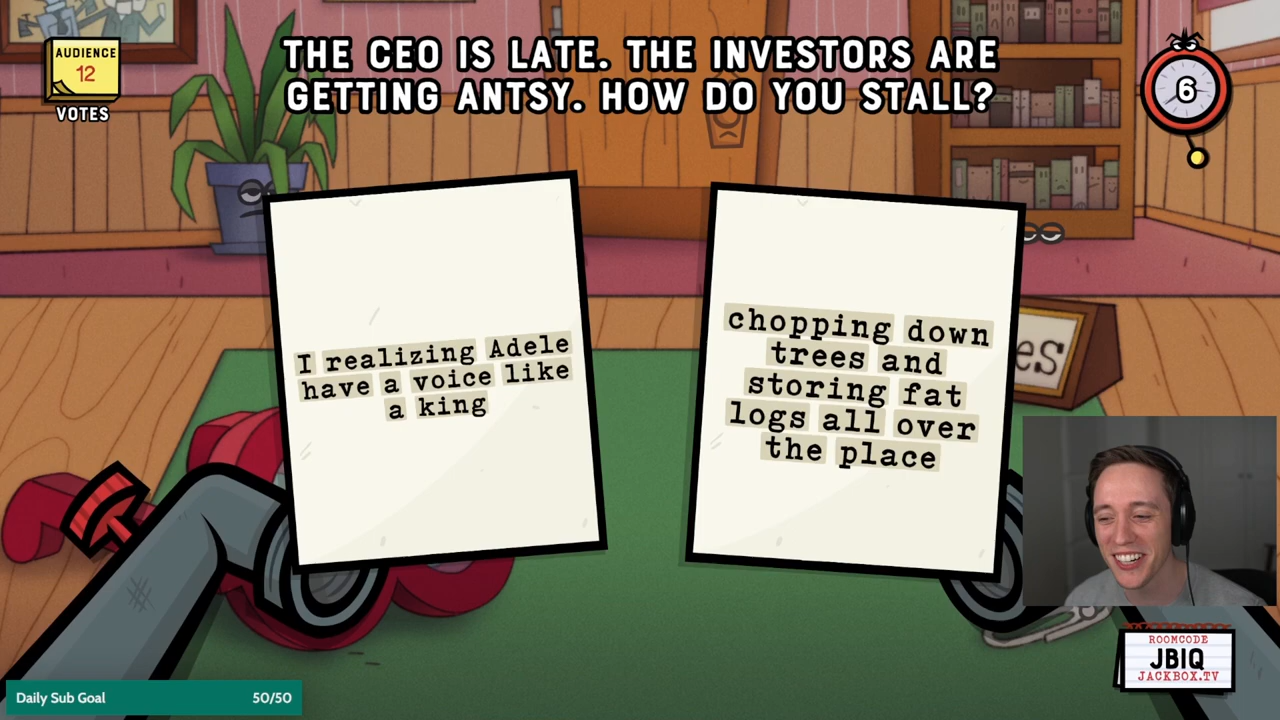 AUDIENCE
12
VOTES
THE CEO IS LATE. THE INVESTORS ARE
GETTING ANTSY. HOW DO YOU STALL?
6
I realizing Adele
have a voice like
a king
chopping down
trees and
storing fat
logs all over
the place
es
ROOMCODE
JBIQ
JACKBOX.TV
Daily Sub Goal 50/50